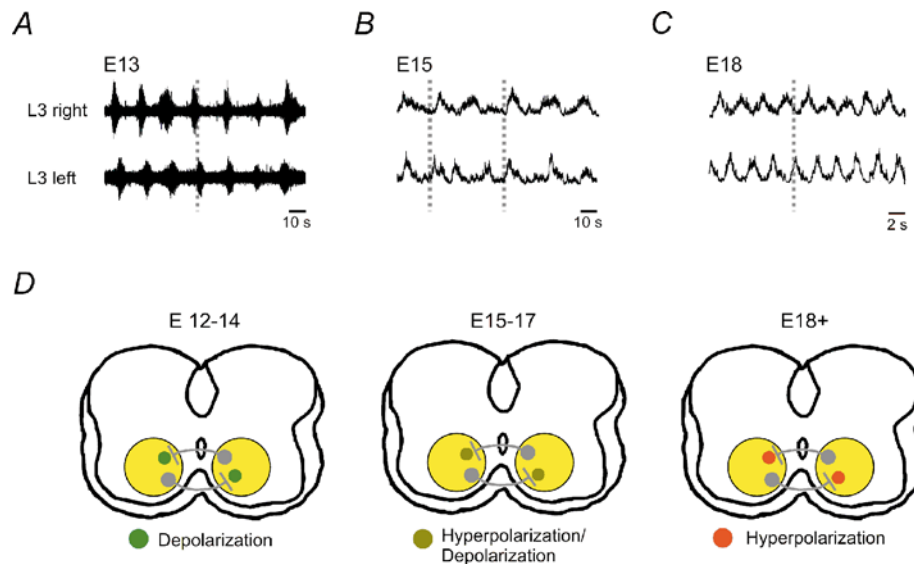 A
B
C
E13
E15
E18
L3 right
L3 left
10 s
10 s
2 s
D
E 12-14
E15-17
E18+
Depolarization
Hyperpolarization/
Depolarization
Hyperpolarization